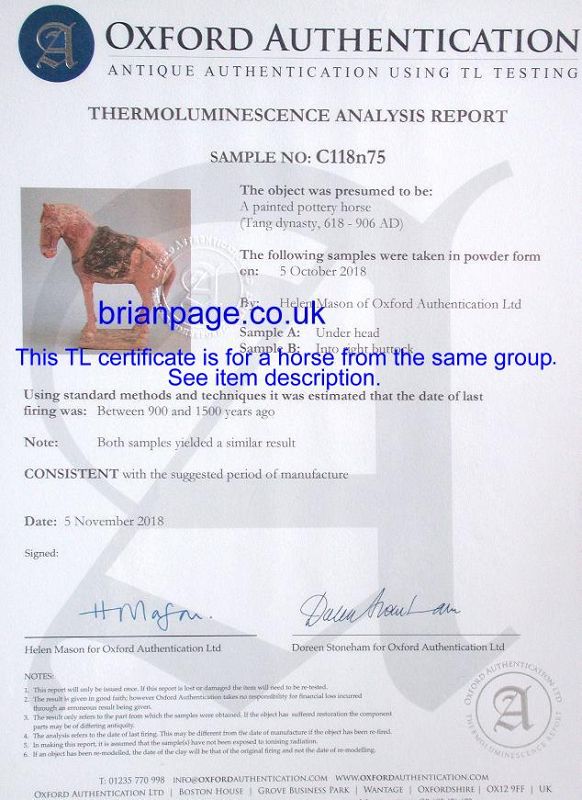 A
OXFORD AUTHENTICATION
ANTIQUE AUTHENTICATION USING TL TESTING
THERMOLUMINESCENCE ANALYSIS REPORT
SAMPLE NO: C118n75
The object was presumed to be:
A painted pottery horse
(Tang dynasty, 618 - 906 AD)
The following samples were taken in powder form
on: 5 October 2018
By: Helen Mason of Oxford Authentication Ltd
brianpage.co.uk
Sample A: Under head
Sample B: Into right buttock
This TL certificate is for a horse from the same group.
See item description.
Using standard methods and techniques it was estimated that the date of last
firing was: Between 900 and 1500 years ago
Note: Both samples yielded a similar result
CONSISTENT with the suggested period of manufacture
Date: 5 November 2018
Signed:
H Mason.
Helen Mason for Oxford Authentication Ltd
Doreen Stoneham for Oxford Authentication Ltd
NOTES:
1. This report will only be issued once. If this report is lost or damaged the item will need to be re-tested.
2. The result is given in good faith; however Oxford Authentication takes no responsibility for financial loss incurred
through an erroneous result being given.
3. The result only refers to the part from which the samples were obtained. If the object has suffered restoration the component
parts may be of differing antiquity.
4. The analysis refers to the date of last firing. This may be different from the date of manufacture if the object has been re-fired.
5. In making this report, it is assumed that the sample(s) have not been exposed to ionising radiation.
6. If an object has been re-modelled, the date of the clay will be that of the original firing and not the date of re-modelling.
OXFORD AUTHENTICATION LTD
A
THERMOLUMINESCENCE REPORT
T: 01235 770 998 INFO@OXFORDAUTHENTICATION.COM WWW.OXFORDAUTHENTICATION.COM
OXFORD AUTHENTICATION LTD | BOSTON HOUSE | GROVE BUSINESS PARK | WANTAGE | OXFORDSHIRE | OX12 9FF | UK